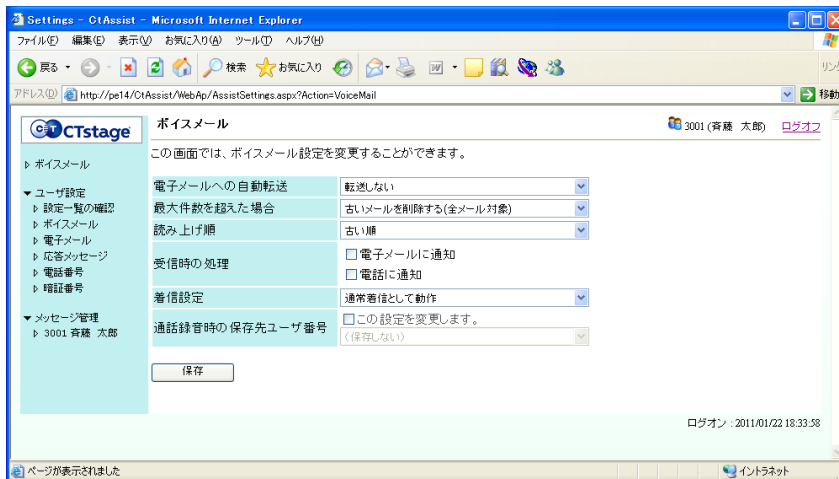 Settings - CtAssist - Microsoft Internet Explorer
ファイル(F) 編集(E) 表示(V) お気に入り(A) ツール(T) ヘルプ(H)
戻る 検索 お気に入り
アドレス(D) http://pe14/CtAssist/WebAp/AssistSettings.aspx?Action=VoiceMail 移動
CTstage
ボイスメール
3001 (斉藤 太郎) ログオフ
この画面では、ボイスメール設定を変更することができます。
▷ ボイスメール
▼ ユーザ設定
▷ 設定一覧の確認
▷ ボイスメール
▷ 電子メール
▷ 応答メッセージ
▷ 電話番号
▷ 暗証番号
▼ メッセージ管理
▷ 3001 斉藤 太郎
電子メールへの自動転送 転送しない
最大件数を超えた場合 古いメールを削除する(全メール対象)
読み上げ順 古い順
受信時の処理
電子メールに通知
電話に通知
着信設定 通常着信として動作
通話録音時の保存先ユーザ番号
この設定を変更します。
(保存しない)
保存
ログオン : 2011/01/22 18:33:58
ページが表示されました
イントラネット